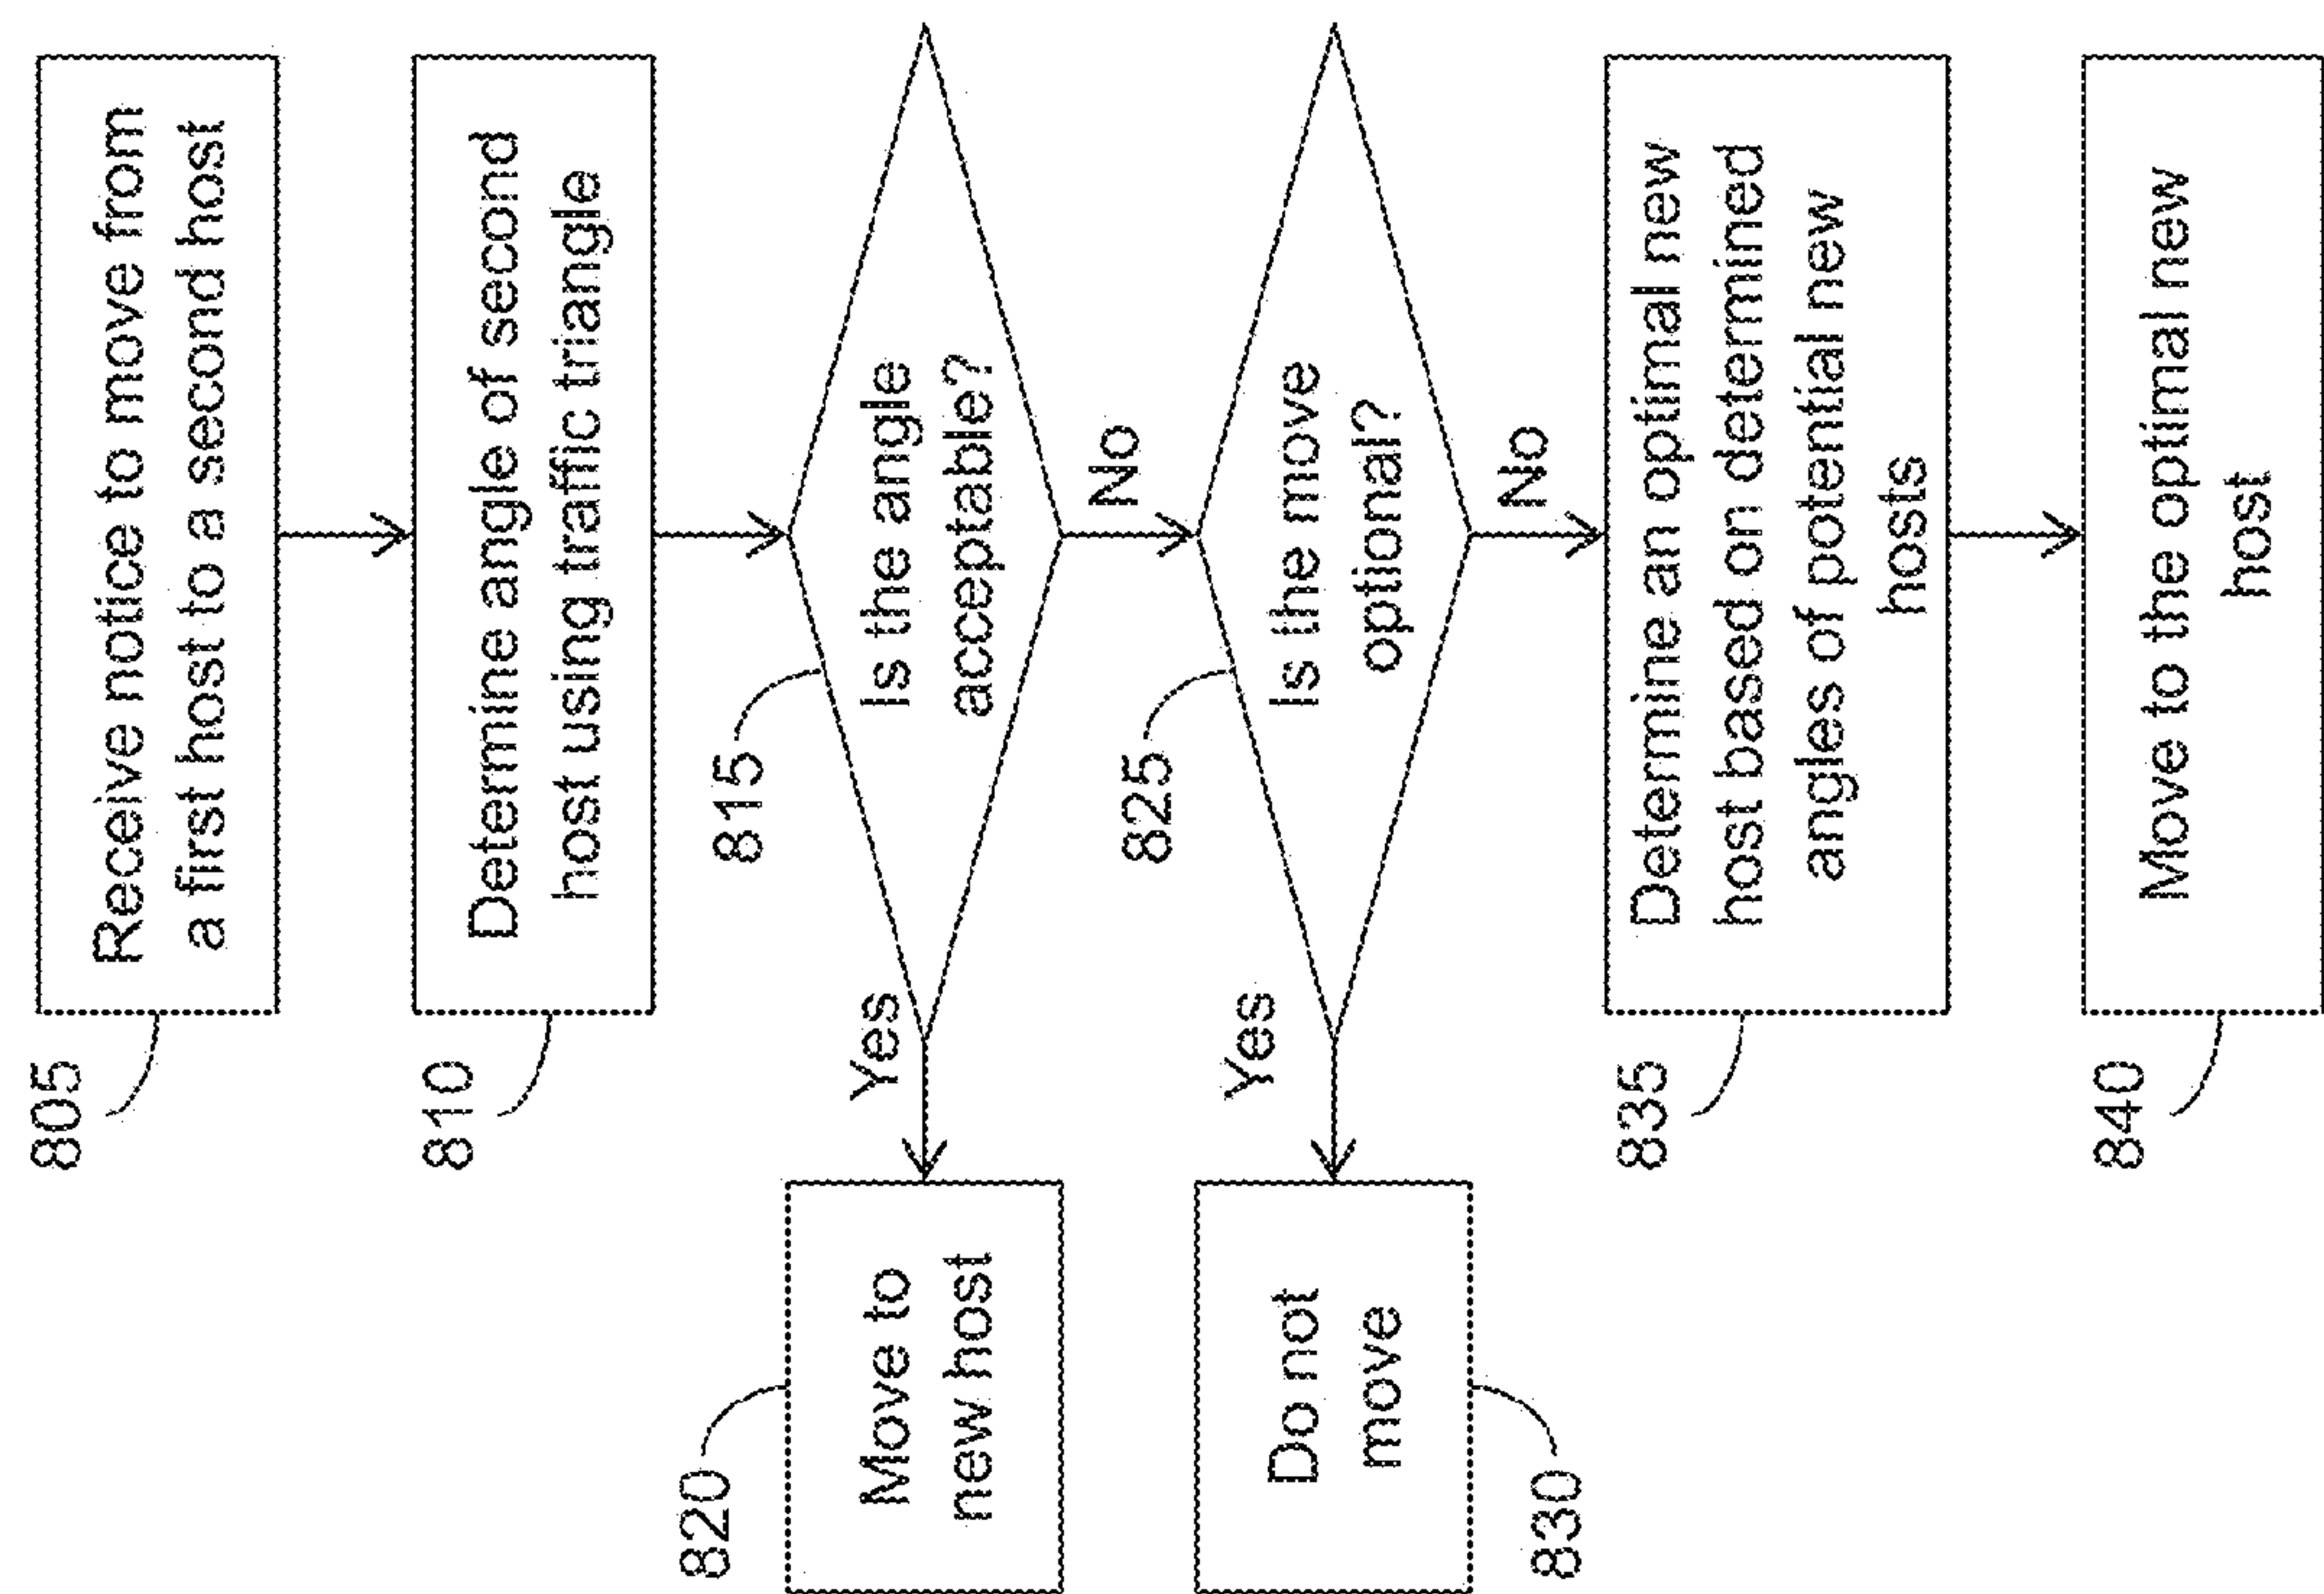 805
Receive notice to move from
a first host to a second host
810
Determine angle of second
host using traffic triangle
815
Is the angle
acceptable?
Yes
No
820
Move to
new host
825
Is the move
optional?
Yes
No
830
Do not
move
835
Determine an optimal new
host based on determined
angles of potential new
hosts
840
Move to the optimal new
host